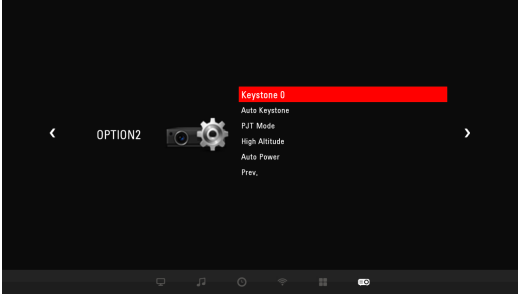 OPTION2
Keystone 0
Auto Keystone
PJT Mode
High Altitude
Auto Power
Prev,